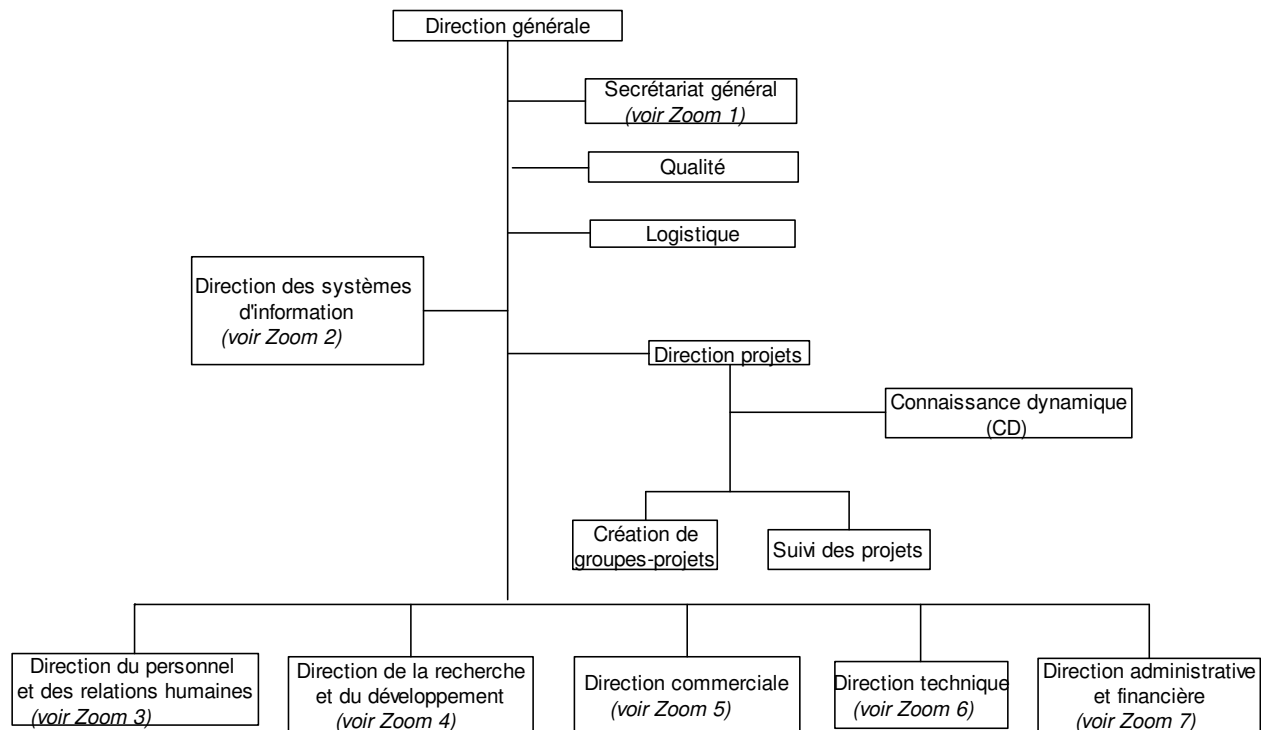 Direction générale
Secrétariat général
(voir Zoom 1)
Qualité
Logistique
Direction des systèmes
d'information
(voir Zoom 2)
Direction projets
Connaissance dynamique
(CD)
Création de
groupes-projets
Suivi des projets
Direction du personnel
et des relations humaines
(voir Zoom 3)
Direction de la recherche
et du développement
(voir Zoom 4)
Direction commerciale
(voir Zoom 5)
Direction technique
(voir Zoom 6)
Direction administrative
et financière
(voir Zoom 7)